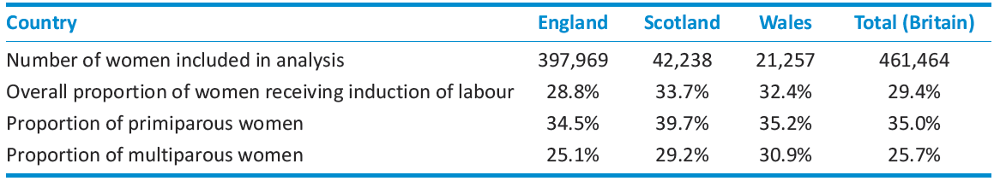 Country England Scotland Wales Total (Britain)
Number of women included in analysis 397,969 42,238 21,257 461,464
Overall proportion of women receiving induction of labour 28.8% 33.7% 32.4% 29.4%
Proportion of primiparous women 34.5% 39.7% 35.2% 35.0%
Proportion of multiparous women 25.1% 29.2% 30.9% 25.7%